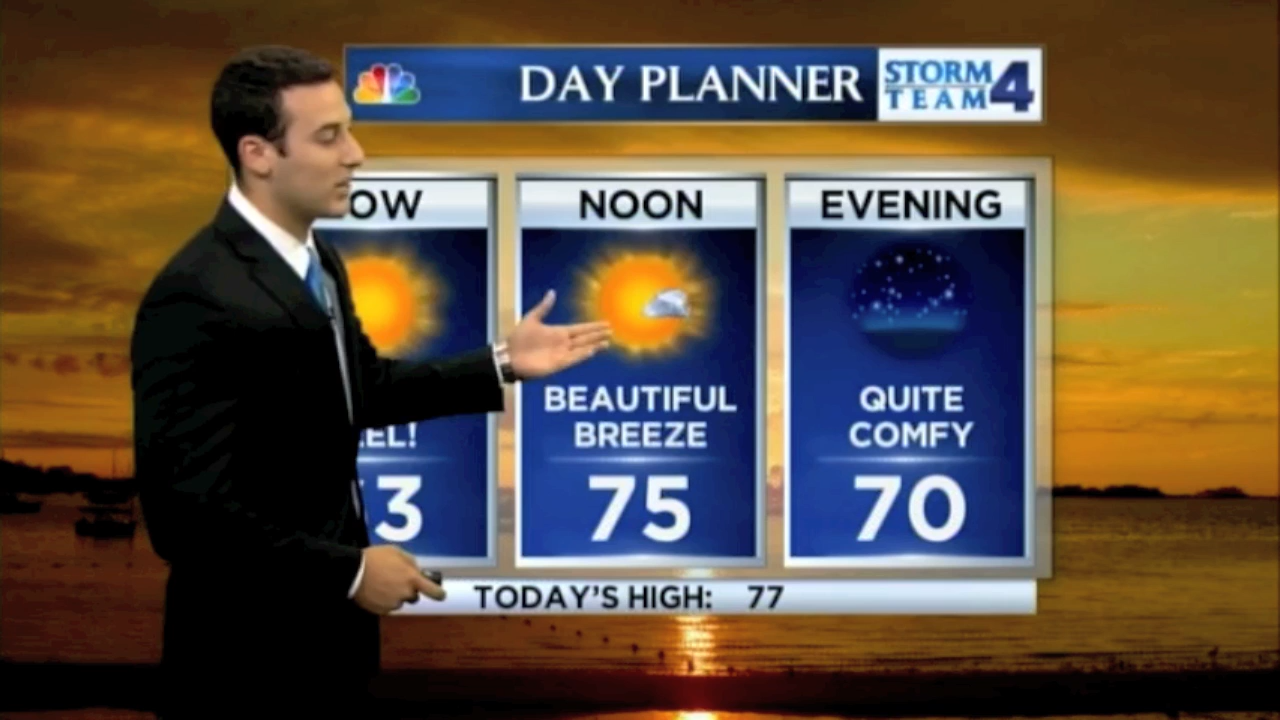 DAY PLANNER
STORM
TEAM 4
OW
NOON
EVENING
EL!
BEAUTIFUL
BREEZE
QUITE
COMFY
3
75
70
TODAY'S HIGH: 77